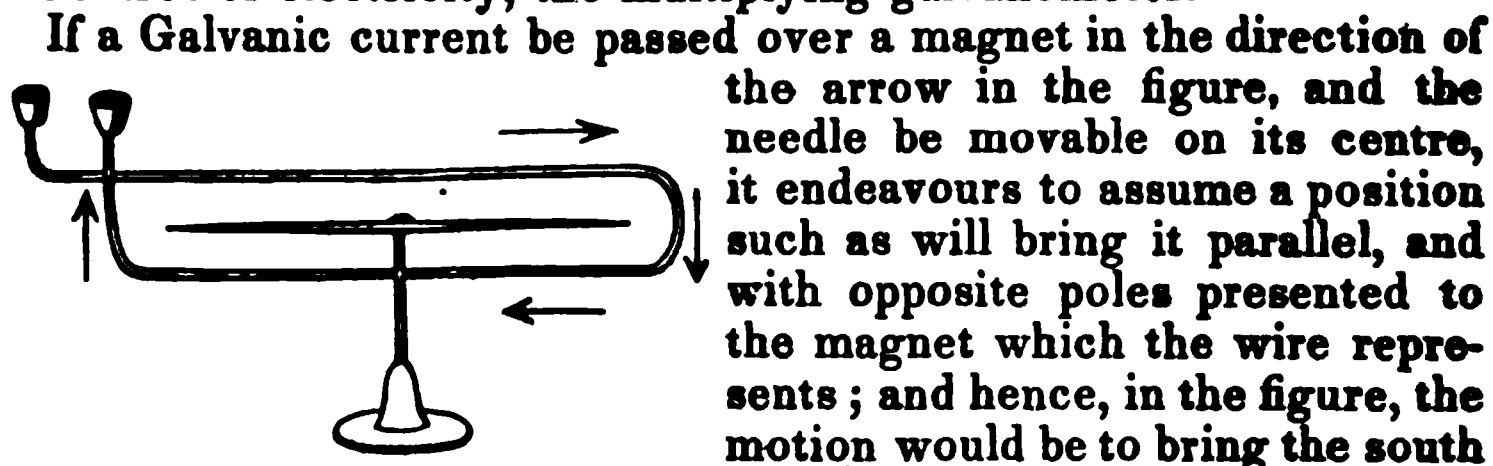 If a Galvanic current be passed over a magnet in the direction of
the arrow in the figure, and the
needle be movable on its centre,
it endeavours to assume a position
such as will bring it parallel, and
with opposite poles presented to
the magnet which the wire repre-
sents; and hence, in the figure, the
motion would be to bring the south